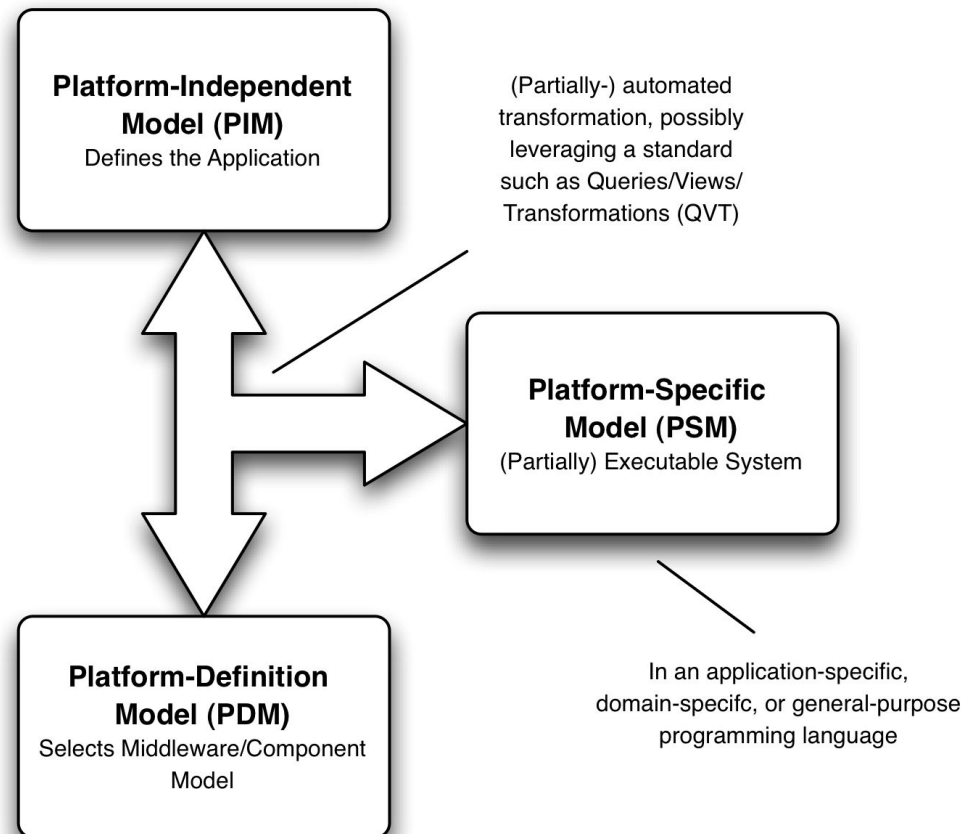 Platform-Independent
Model (PIM)
Defines the Application
(Partially-) automated
transformation, possibly
leveraging a standard
such as Queries/Views/
Transformations (QVT)
Platform-Specific
Model (PSM)
(Partially) Executable System
Platform-Definition
Model (PDM)
Selects Middleware/Component
Model
In an application-specific,
domain-specifc, or general-purpose
programming language